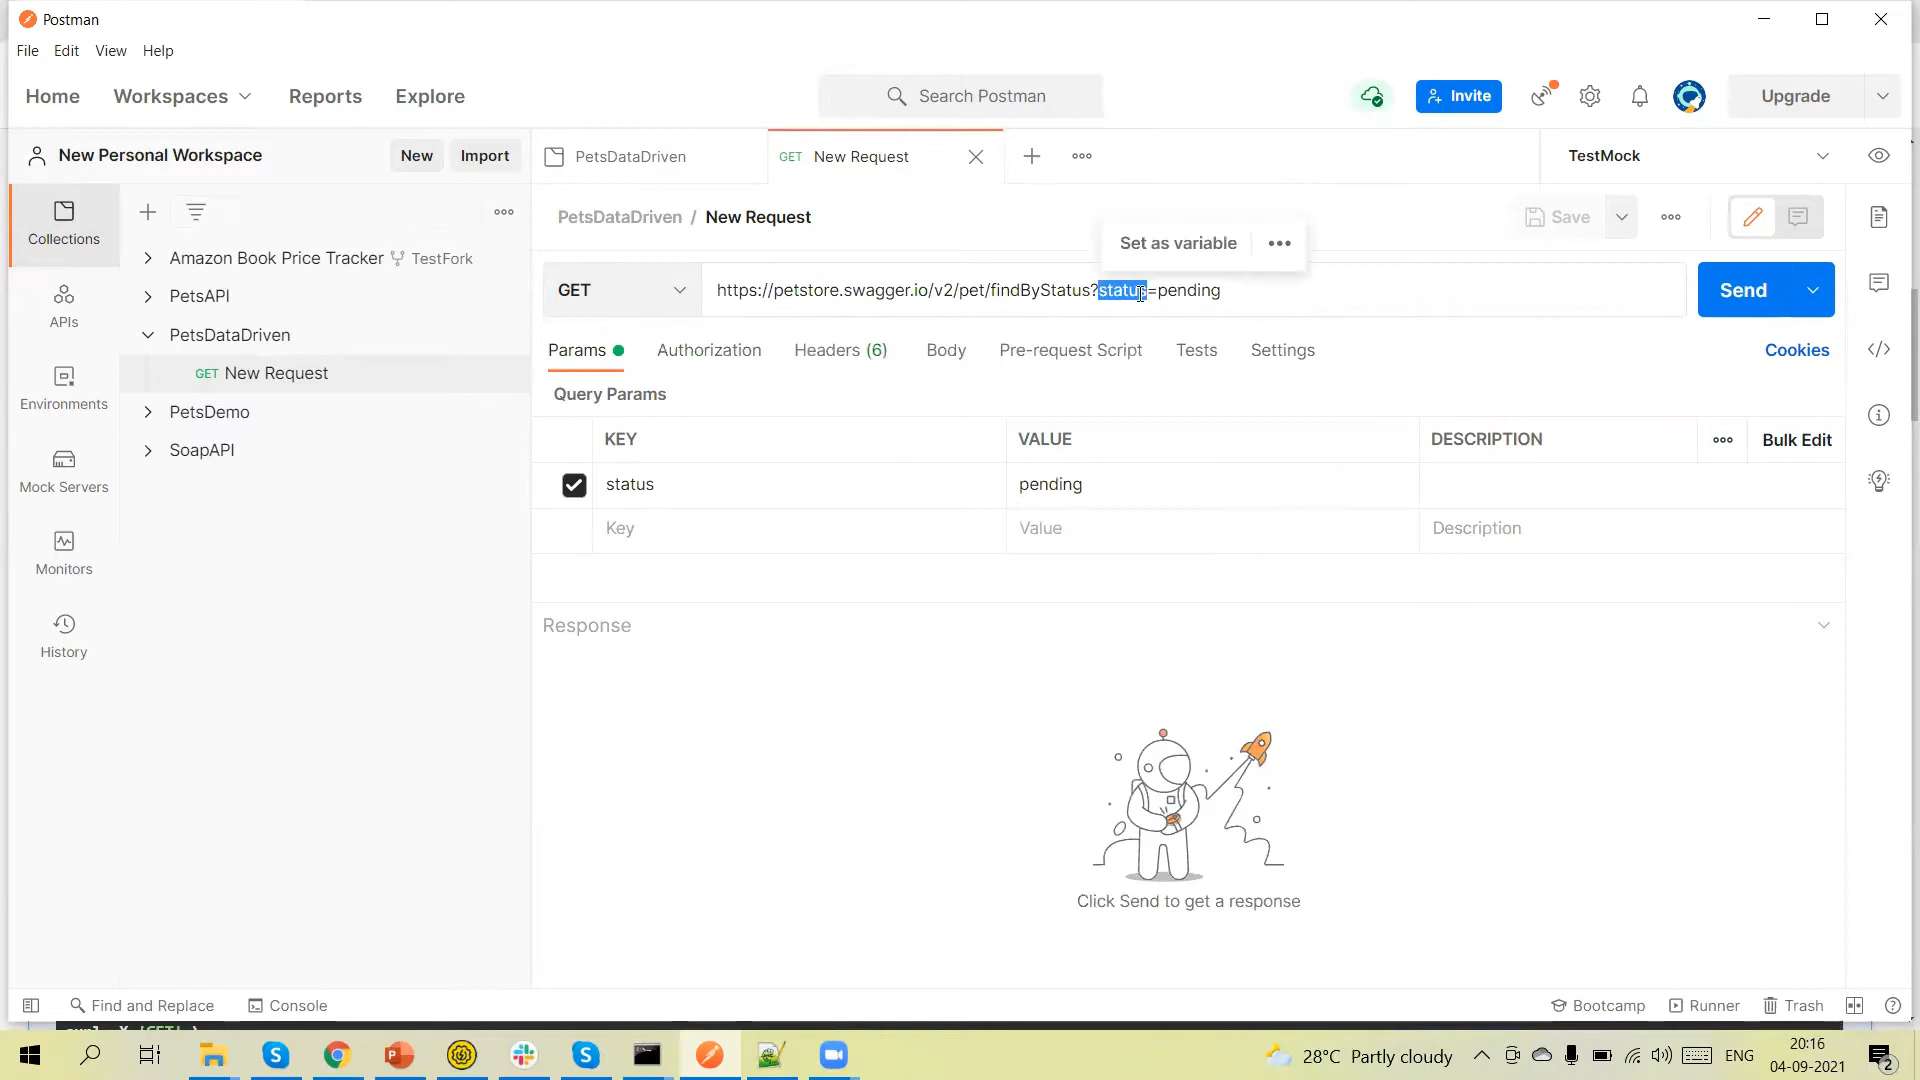 Postman
File Edit View Help
Home Workspaces Reports Explore
Search Postman
Invite
Upgrade
New Personal Workspace
New Import
PetsDataDriven
GET New Request
TestMock
Collections
APIs
Environments
Mock Servers
Monitors
History
Amazon Book Price Tracker TestFork
PetsAPI
PetsDataDriven
GET New Request
PetsDemo
SoapAPI
PetsDataDriven / New Request
Save
Set as variable
GET
https://petstore.swagger.io/v2/pet/findByStatus?status=pending
Send
Params Authorization Headers (6) Body Pre-request Script Tests Settings Cookies
Query Params
KEY VALUE DESCRIPTION Bulk Edit
status pending
Key Value Description
Response
Click Send to get a response
Find and Replace Console
Bootcamp Runner Trash
28°C Partly cloudy
ENG
20:16
04-09-2021
2